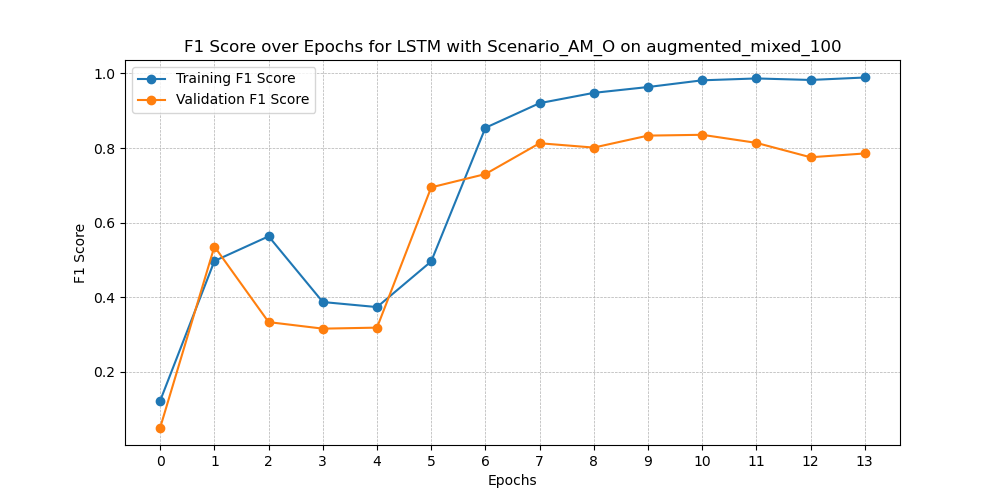 F1 Score over Epochs for LSTM with Scenario_AM_O on augmented_mixed_100
Training F1 Score
Validation F1 Score
1.0
0.8
0.6
0.4
0.2
F1 Score
0 1 2 3 4 5 6 7 8 9 10 11 12 13
Epochs